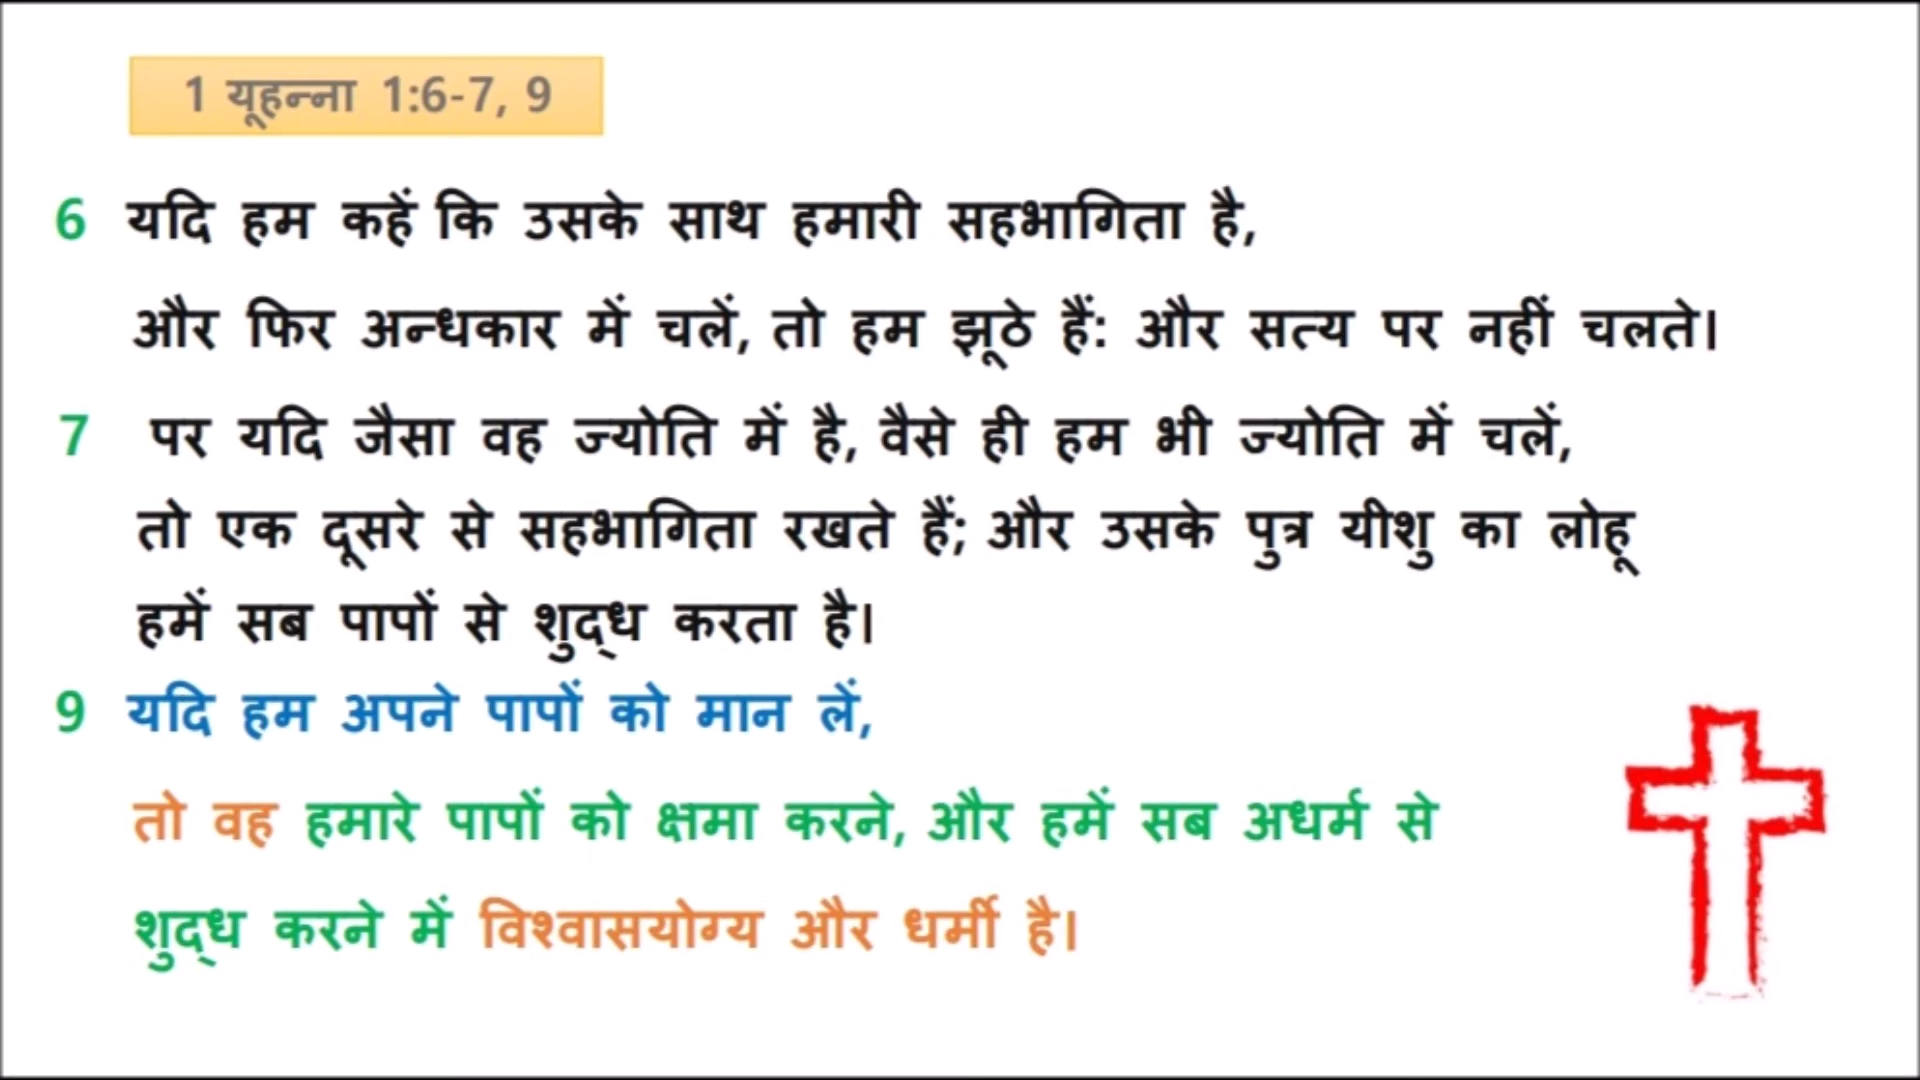 1 यूहन्ना 1:6-7, 9
6 यदि हम कहें कि उसके साथ हमारी सहभागिता है,
और फिर अन्धकार में चलें, तो हम झूठे हैं: और सत्य पर नहीं चलते।
7 पर यदि जैसा वह ज्योति में है, वैसे ही हम भी ज्योति में चलें,
तो एक दूसरे से सहभागिता रखते हैं; और उसके पुत्र यीशु का लोहू
हमें सब पापों से शुद्ध करता है।
9 यदि हम अपने पापों को मान लें,
तो वह हमारे पापों को क्षमा करने, और हमें सब अधर्म से
शुद्ध करने में विश्वासयोग्य और धर्मी है।